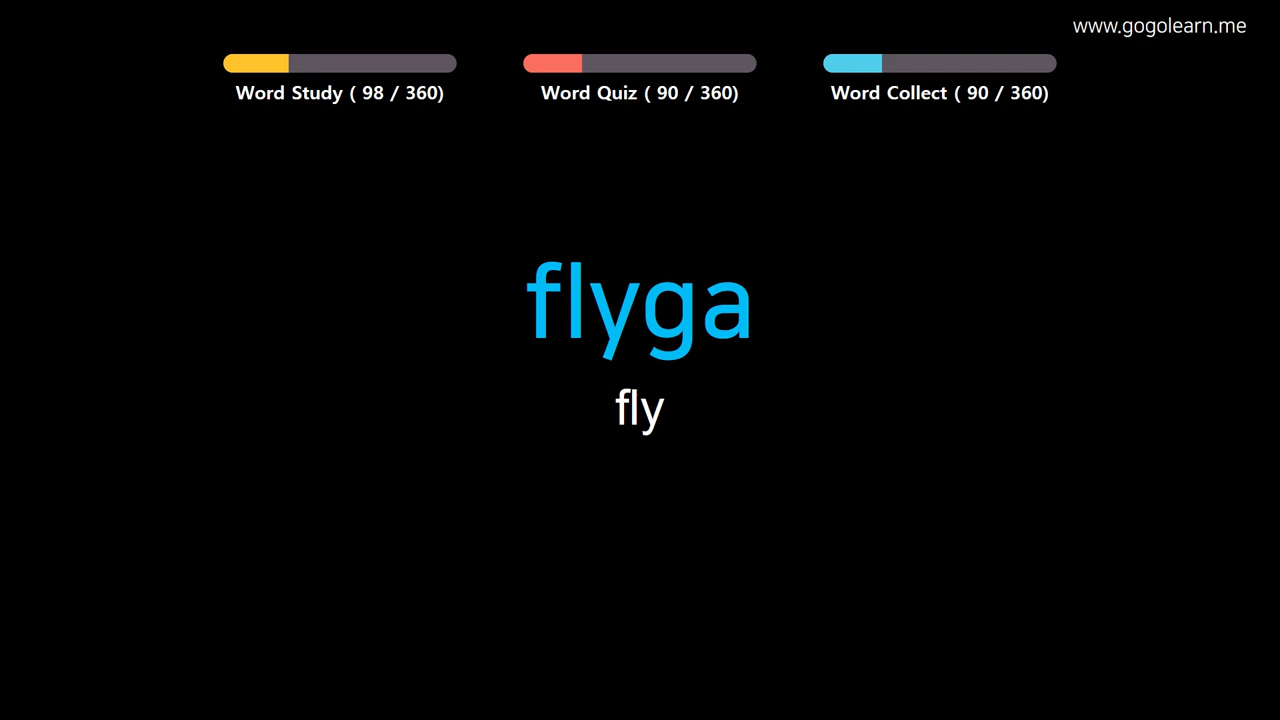 www.gogolearn.me
Word Study ( 98 / 360)
Word Quiz ( 90 / 360)
Word Collect ( 90 / 360)
flyga
fly